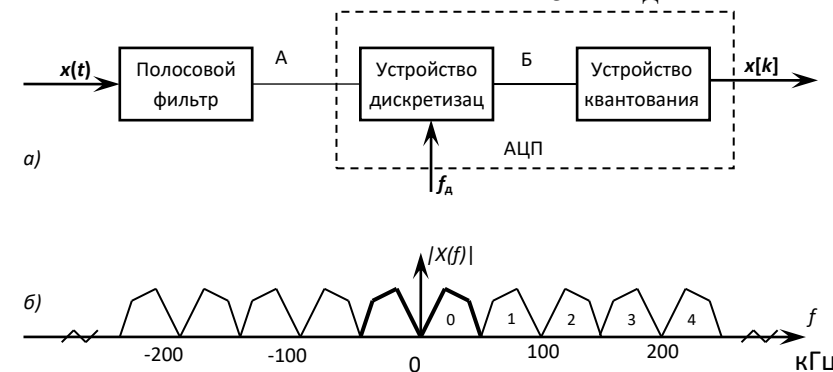 x(t)
Полосовой
фильтр
А
Устройство
дискретизац
Б
Устройство
квантования
x[k]
а)
АЦП
fд
|X(f)|
б)
0 1 2 3 4
f
-200 -100 0 100 200 кГц